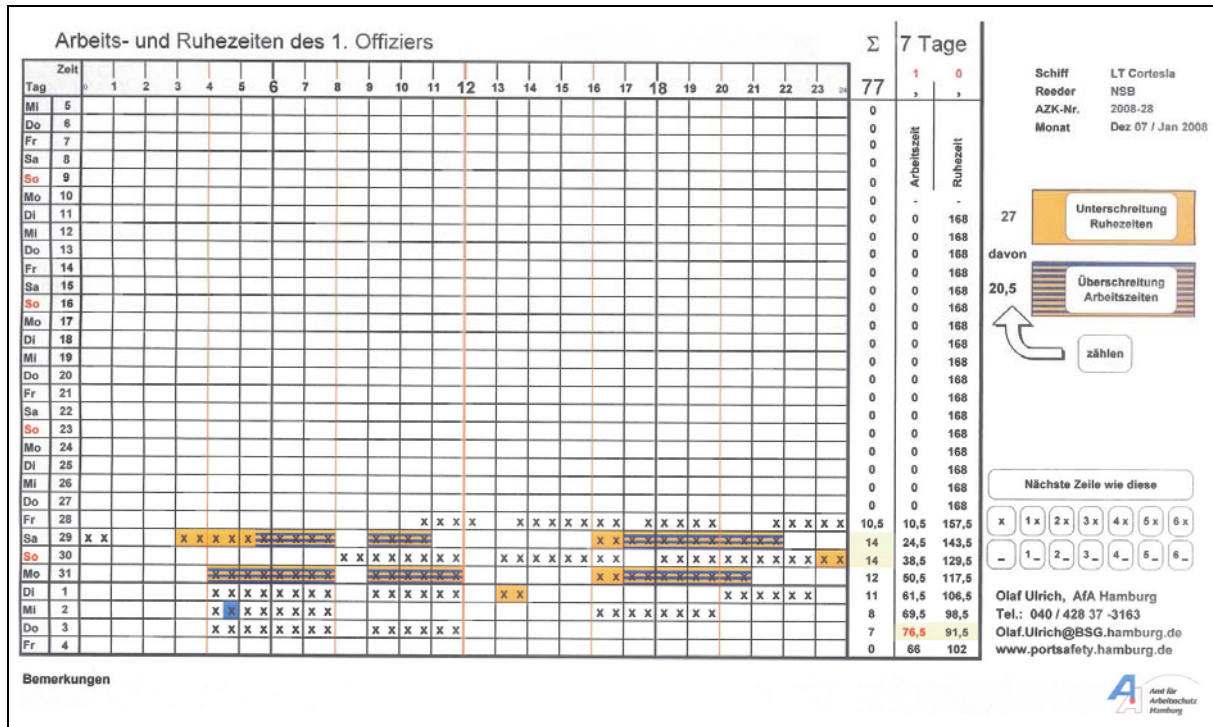 Arbeits- und Ruhezeiten des 1. Offiziers
Σ 7 Tage
Zeit
Tag 0 1 2 3 4 5 6 7 8 9 10 11 12 13 14 15 16 17 18 19 20 21 22 23 24 77
1 0
, ,
Arbeitszeit
Ruhezeit
Mi 5 0
Do 6 0
Fr 7 0
Sa 8 0
So 9 0
Mo 10 0 - -
Di 11 0 0 168
Mi 12 0 0 168
Do 13 0 0 168
Fr 14 0 0 168
Sa 15 0 0 168
So 16 0 0 168
Mo 17 0 0 168
Di 18 0 0 168
Mi 19 0 0 168
Do 20 0 0 168
Fr 21 0 0 168
Sa 22 0 0 168
So 23 0 0 168
Mo 24 0 0 168
Di 25 0 0 168
Mi 26 0 0 168
Do 27 0 0 168
Fr 28 x x x x x x x x x x x x x x x x x x x x x 10,5 10,5 157,5
Sa 29 x x x x x x x x x x x x x x x x x x x x x x x x x x x x 14 24,5 143,5
So 30 x x x x x x x x x x x x x x x x x x x x x x x x x x x x 14 38,5 129,5
Mo 31 x x x x x x x x x x x x x x x x x x x x x x x x 12 50,5 117,5
Di 1 x x x x x x x x x x x x x x x x x x x x x x 11 61,5 106,5
Mi 2 x x x x x x x x x x x x x x x x 8 69,5 98,5
Do 3 x x x x x x x x x x x x x x 7 76,5 91,5
Fr 4 0 66 102
Bemerkungen
Schiff LT Cortesia
Reeder NSB
AZK-Nr. 2008-28
Monat Dez 07 / Jan 2008
27
Unterschreitung
Ruhezeiten
davon
20,5
Überschreitung
Arbeitszeiten
zählen
Nächste Zeile wie diese
x 1 x 2 x 3 x 4 x 5 x 6 x
_ 1_ 2_ 3_ 4_ 5_ 6_
Olaf Ulrich, AfA Hamburg
Tel.: 040 / 428 37 -3163
Olaf.Ulrich@BSG.hamburg.de
www.portsafety.hamburg.de
Amt für
Arbeitsschutz
Hamburg